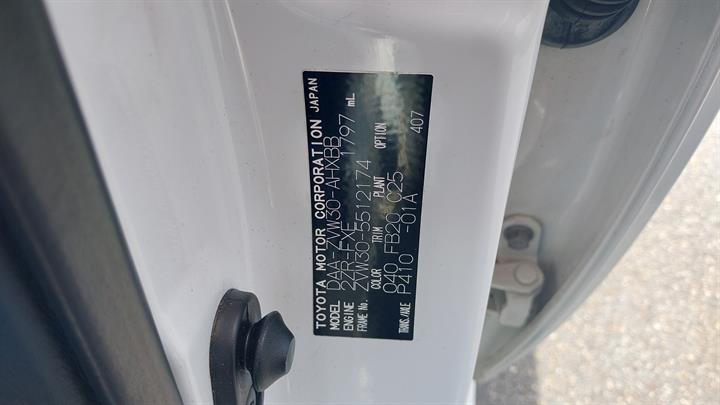 TOYOTA MOTOR CORPORATION JAPAN
MODEL DAA-ZVW30-AHXBB
ENGINE 2ZR-FXE 1797 mL
FRAME No. ZVW30-5512174
COLOR TRIM PLANT OPTION
040 FB20 C25
TRANS./AXLE P410 -01A 407